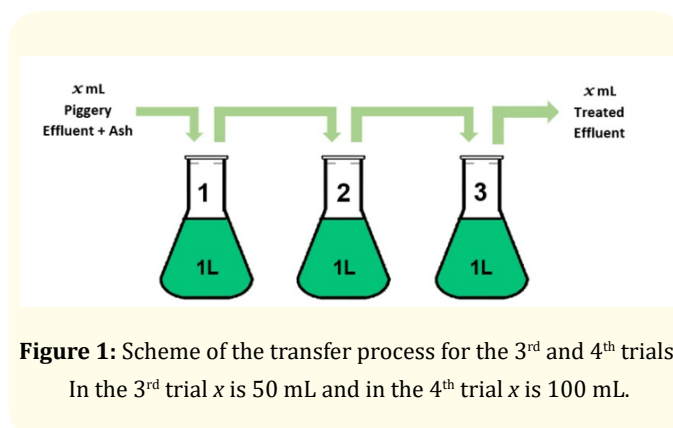 x mL
Piggery
Effluent + Ash
x mL
Treated
Effluent
1
2
3
1L
1L
1L
Figure 1: Scheme of the transfer process for the 3rd and 4th trials
In the 3rd trial x is 50 mL and in the 4th trial x is 100 mL.